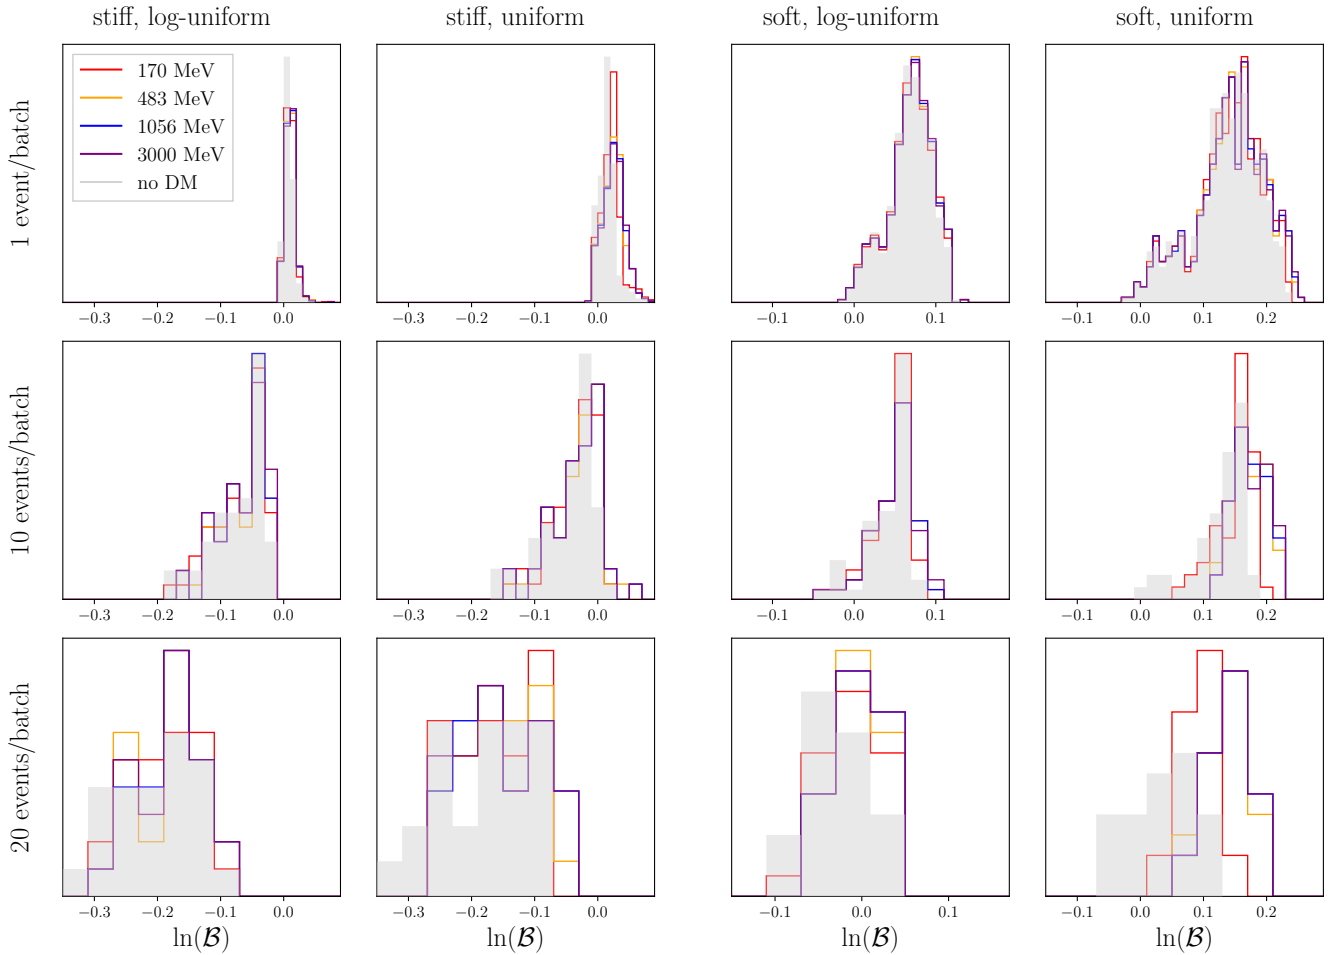 stiff, log-uniform
stiff, uniform
soft, log-uniform
soft, uniform
1 event/batch
170 MeV
483 MeV
1056 MeV
3000 MeV
no DM
−0.3 −0.2 −0.1 0.0
−0.3 −0.2 −0.1 0.0
−0.1 0.0 0.1
−0.1 0.0 0.1 0.2
10 events/batch
−0.3 −0.2 −0.1 0.0
−0.3 −0.2 −0.1 0.0
−0.1 0.0 0.1
−0.1 0.0 0.1 0.2
20 events/batch
−0.3 −0.2 −0.1 0.0
−0.3 −0.2 −0.1 0.0
−0.1 0.0 0.1
−0.1 0.0 0.1 0.2
ln(𝓑)
ln(𝓑)
ln(𝓑)
ln(𝓑)